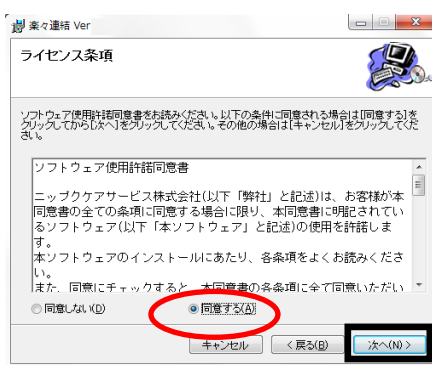 楽々連結 Ver
ライセンス条項
ソフトウェア使用許諾同意書をお読みください。以下の条件に同意される場合は[同意する]を
クリックしてから[次へ]をクリックしてください。その他の場合は[キャンセル]をクリックしてくだ
さい。
ソフトウェア使用許諾同意書
ニップクケアサービス株式会社(以下「弊社」と記述)は、お客様が本
同意書の全ての条項に同意する場合に限り、本同意書に明記されてい
るソフトウェア(以下「本ソフトウェア」と記述)の使用を許諾しま
す。
本ソフトウェアのインストールにあたり、各条項をよくお読みくださ
い。
また、同意にチェックすると、本同意書の各条項に全て同意いただい
同意しない(D)
同意する(A)
キャンセル
< 戻る(B)
次へ(N) >